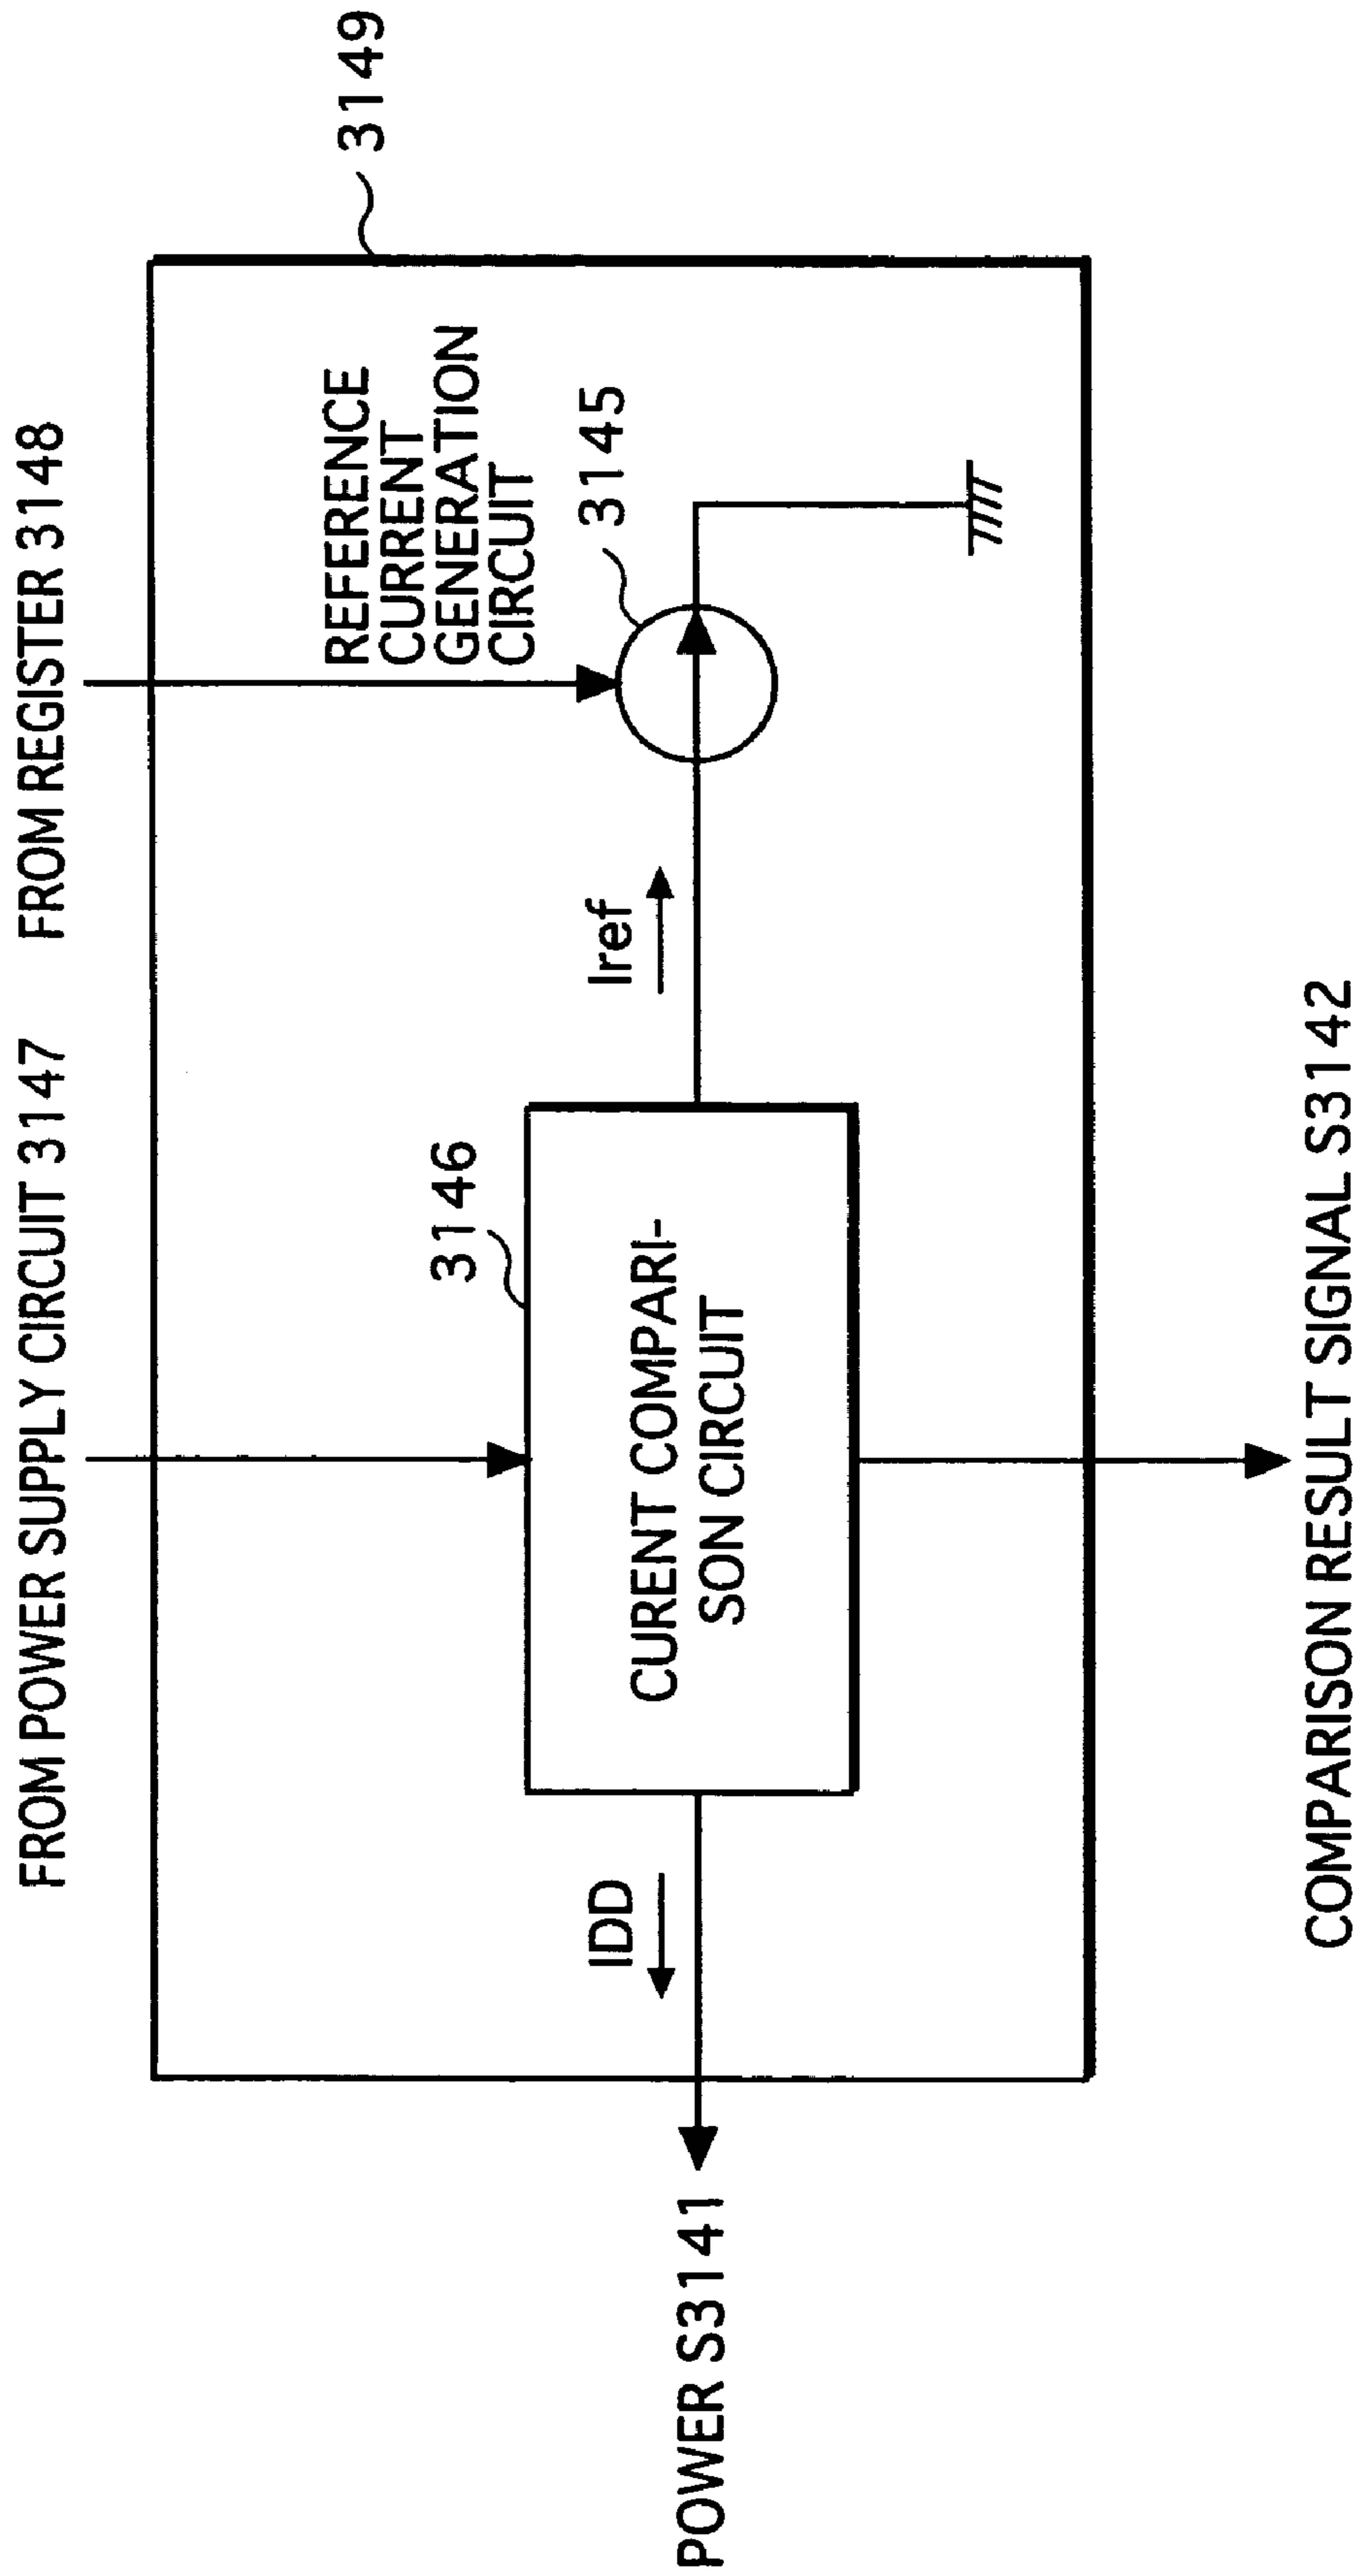 FROM POWER SUPPLY CIRCUIT 3147
FROM REGISTER 3148
3149
REFERENCE
CURRENT
GENERATION
CIRCUIT
3145
3146
CURRENT COMPARI-
SON CIRCUIT
IDD
Iref
POWER S3141
COMPARISON RESULT SIGNAL S3142